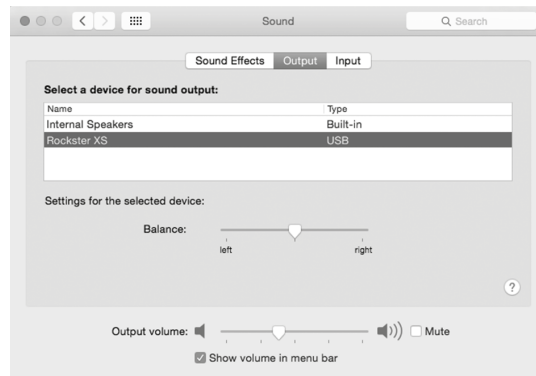 Sound
Search
Sound Effects Output Input
Select a device for sound output:
Name Type
Internal Speakers Built-in
Rockster XS USB
Settings for the selected device:
Balance:
left right
?
Output volume: Mute
Show volume in menu bar